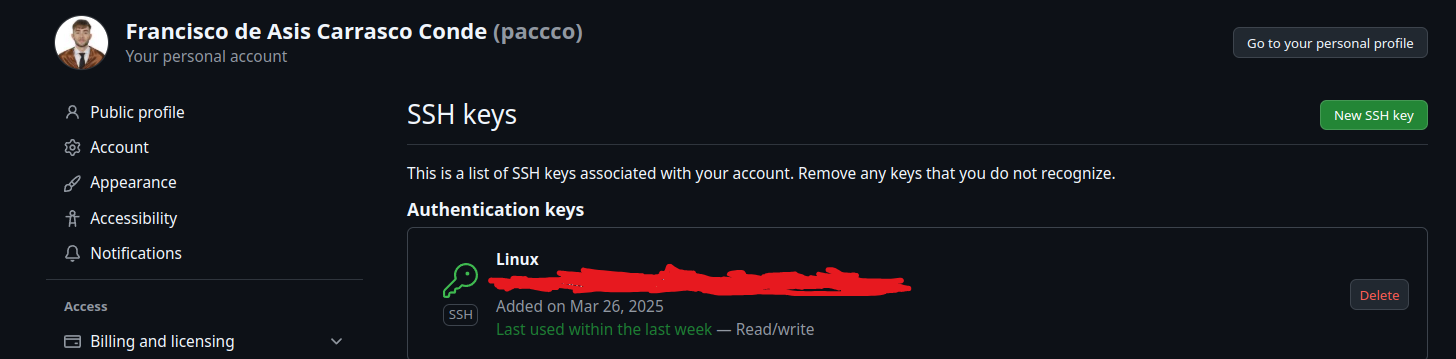 Francisco de Asis Carrasco Conde (paccco)
Your personal account
Go to your personal profile
Public profile
Account
Appearance
Accessibility
Notifications
Access
Billing and licensing
SSH keys
New SSH key
This is a list of SSH keys associated with your account. Remove any keys that you do not recognize.
Authentication keys
Linux
SSH
Added on Mar 26, 2025
Last used within the last week — Read/write
Delete